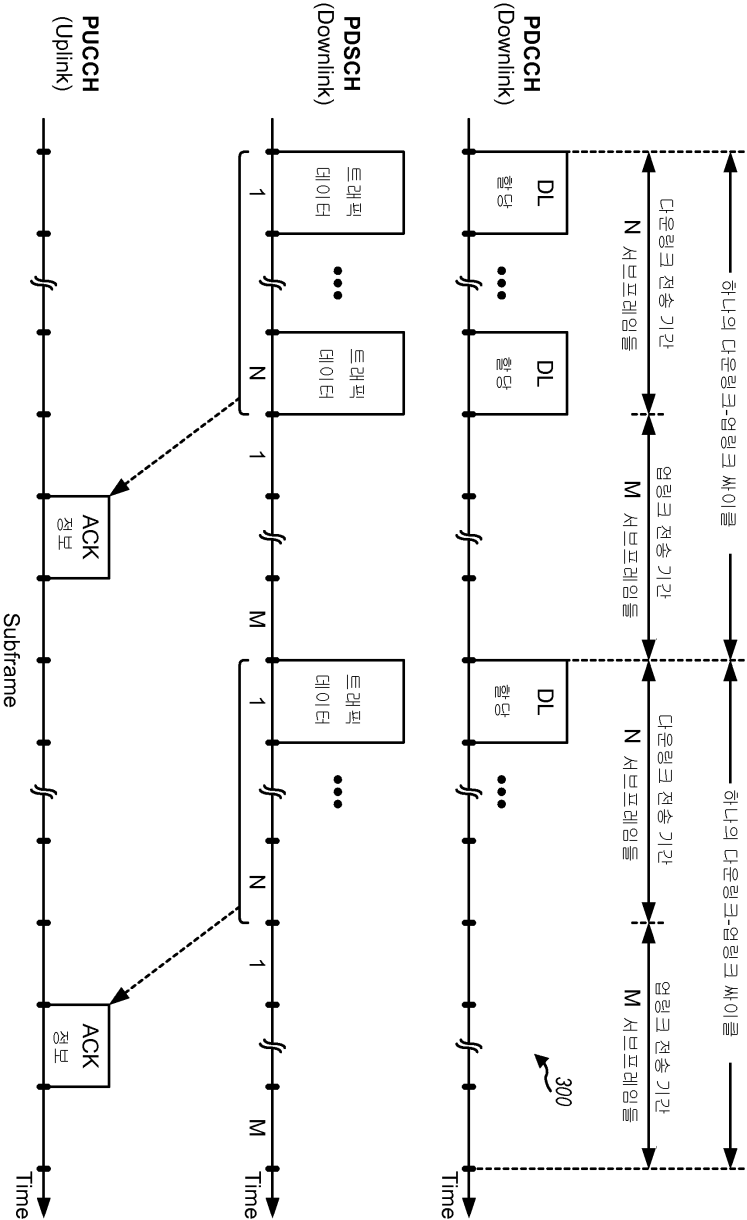 하나의 다운링크-업링크 싸이클
하나의 다운링크-업링크 싸이클
다운링크 전송 기간
N 서브프레임들
업링크 전송 기간
M 서브프레임들
다운링크 전송 기간
N 서브프레임들
업링크 전송 기간
M 서브프레임들
300
PDCCH
(Downlink)
DL
할당
•••
DL
할당
DL
할당
•••
Time
PDSCH
(Downlink)
트래픽
데이터
•••
트래픽
데이터
트래픽
데이터
•••
1
N
1
M
1
N
1
M
Time
PUCCH
(Uplink)
ACK
정보
ACK
정보
Time
Subframe